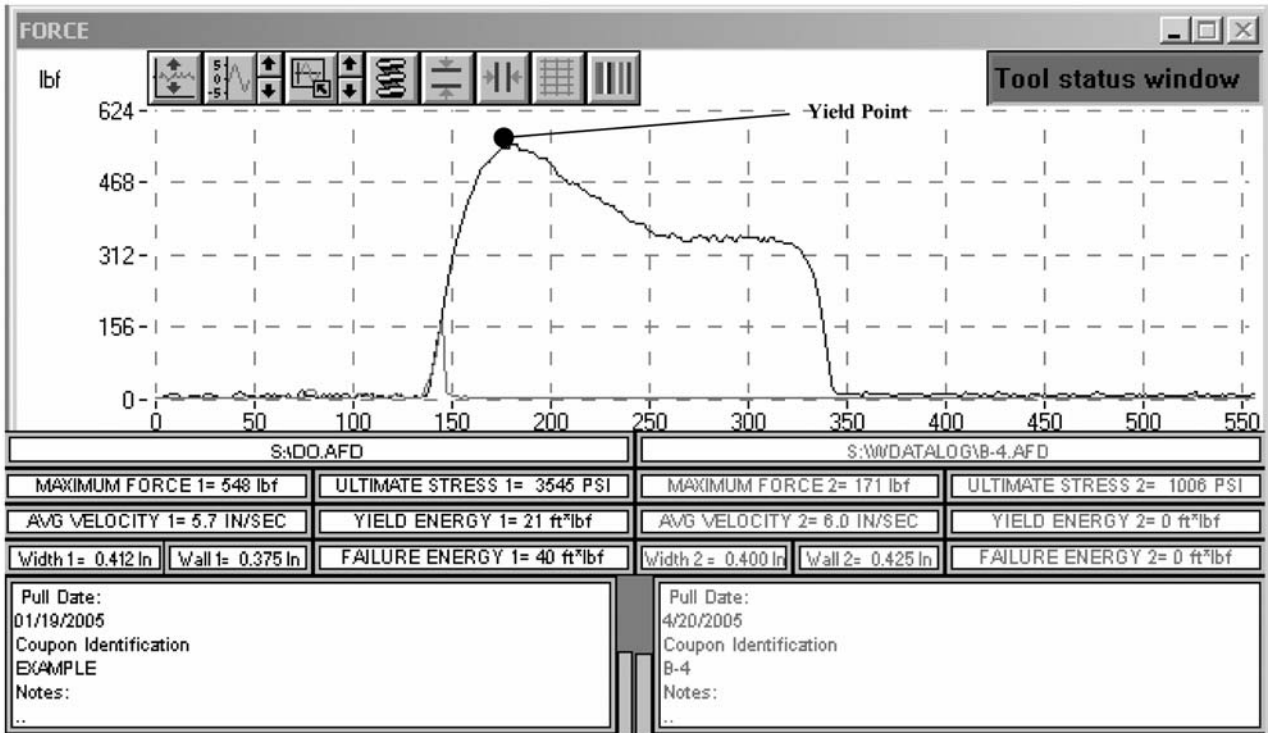 FORCE
lbf
5
0
-5
Tool status window
Yield Point
624
468
312
156
0
0 50 100 150 200 250 300 350 400 450 500 550
S:\DO.AFD
S:\W\DATALOG\B-4.AFD
MAXIMUM FORCE 1= 548 lbf
ULTIMATE STRESS 1= 3545 PSI
MAXIMUM FORCE 2= 171 lbf
ULTIMATE STRESS 2= 1006 PSI
AVG VELOCITY 1= 5.7 IN/SEC
YIELD ENERGY 1= 21 ft*lbf
AVG VELOCITY 2= 6.0 IN/SEC
YIELD ENERGY 2= 0 ft*lbf
Width 1= 0.412 In
Wall 1= 0.375 In
FAILURE ENERGY 1= 40 ft*lbf
Width 2 = 0.400 In
Wall 2= 0.425 In
FAILURE ENERGY 2= 0 ft*lbf
Pull Date:
01/19/2005
Coupon Identification
EXAMPLE
Notes:
..
Pull Date:
4/20/2005
Coupon Identification
B-4
Notes:
..